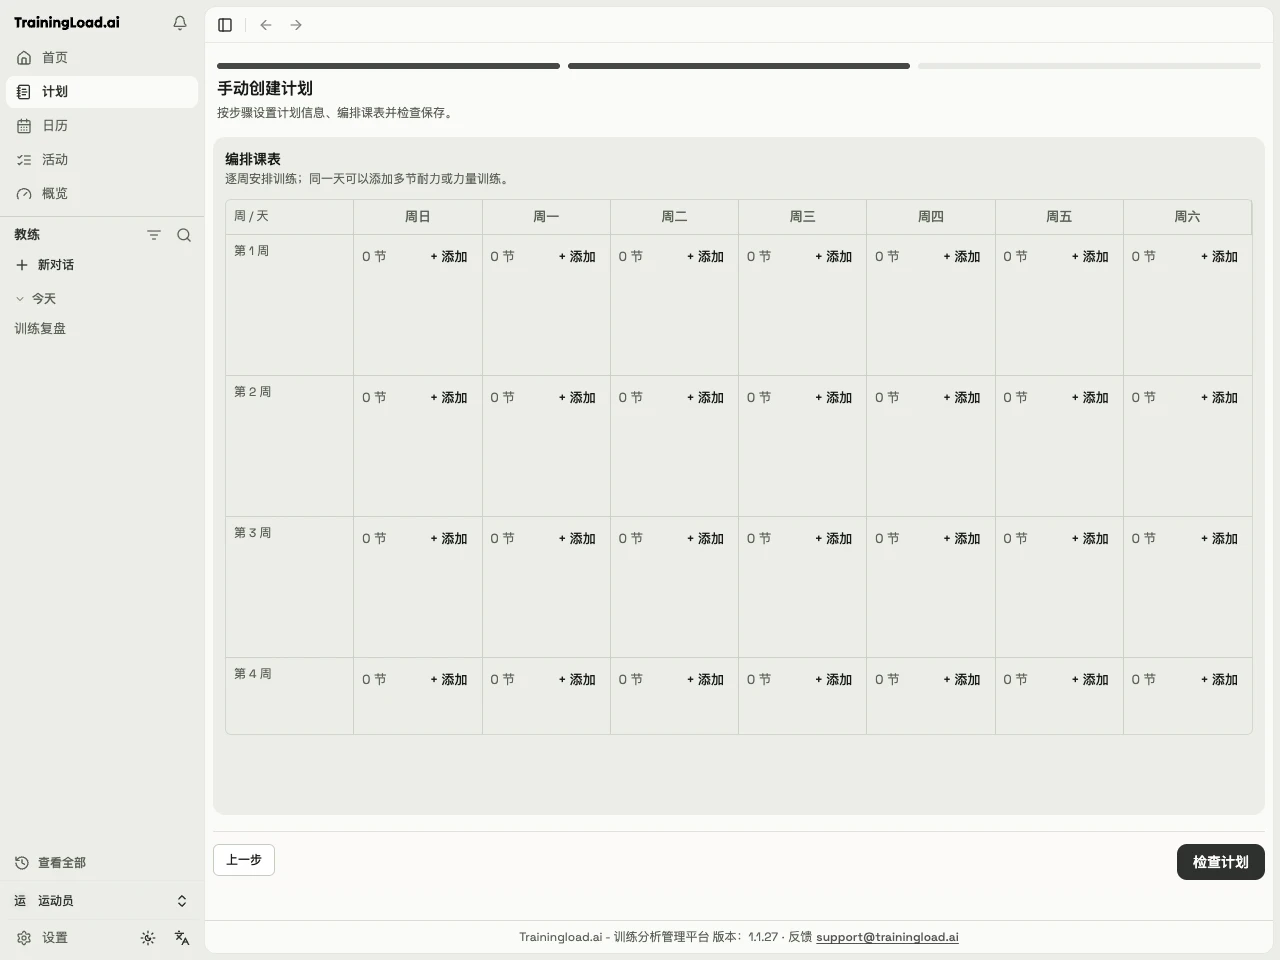 TrainingLoad.ai
首页
计划
日历
活动
概览
教练
新对话
今天
训练复盘
查看全部
运 运动员
设置
手动创建计划
按步骤设置计划信息、编排课表并检查保存。
编排课表
逐周安排训练；同一天可以添加多节耐力或力量训练。
周 / 天 周日 周一 周二 周三 周四 周五 周六
第 1 周 0 节 + 添加 0 节 + 添加 0 节 + 添加 0 节 + 添加 0 节 + 添加 0 节 + 添加 0 节 + 添加
第 2 周 0 节 + 添加 0 节 + 添加 0 节 + 添加 0 节 + 添加 0 节 + 添加 0 节 + 添加 0 节 + 添加
第 3 周 0 节 + 添加 0 节 + 添加 0 节 + 添加 0 节 + 添加 0 节 + 添加 0 节 + 添加 0 节 + 添加
第 4 周 0 节 + 添加 0 节 + 添加 0 节 + 添加 0 节 + 添加 0 节 + 添加 0 节 + 添加 0 节 + 添加
上一步 检查计划
Trainingload.ai - 训练分析管理平台 版本：1.1.27 · 反馈 support@trainingload.ai